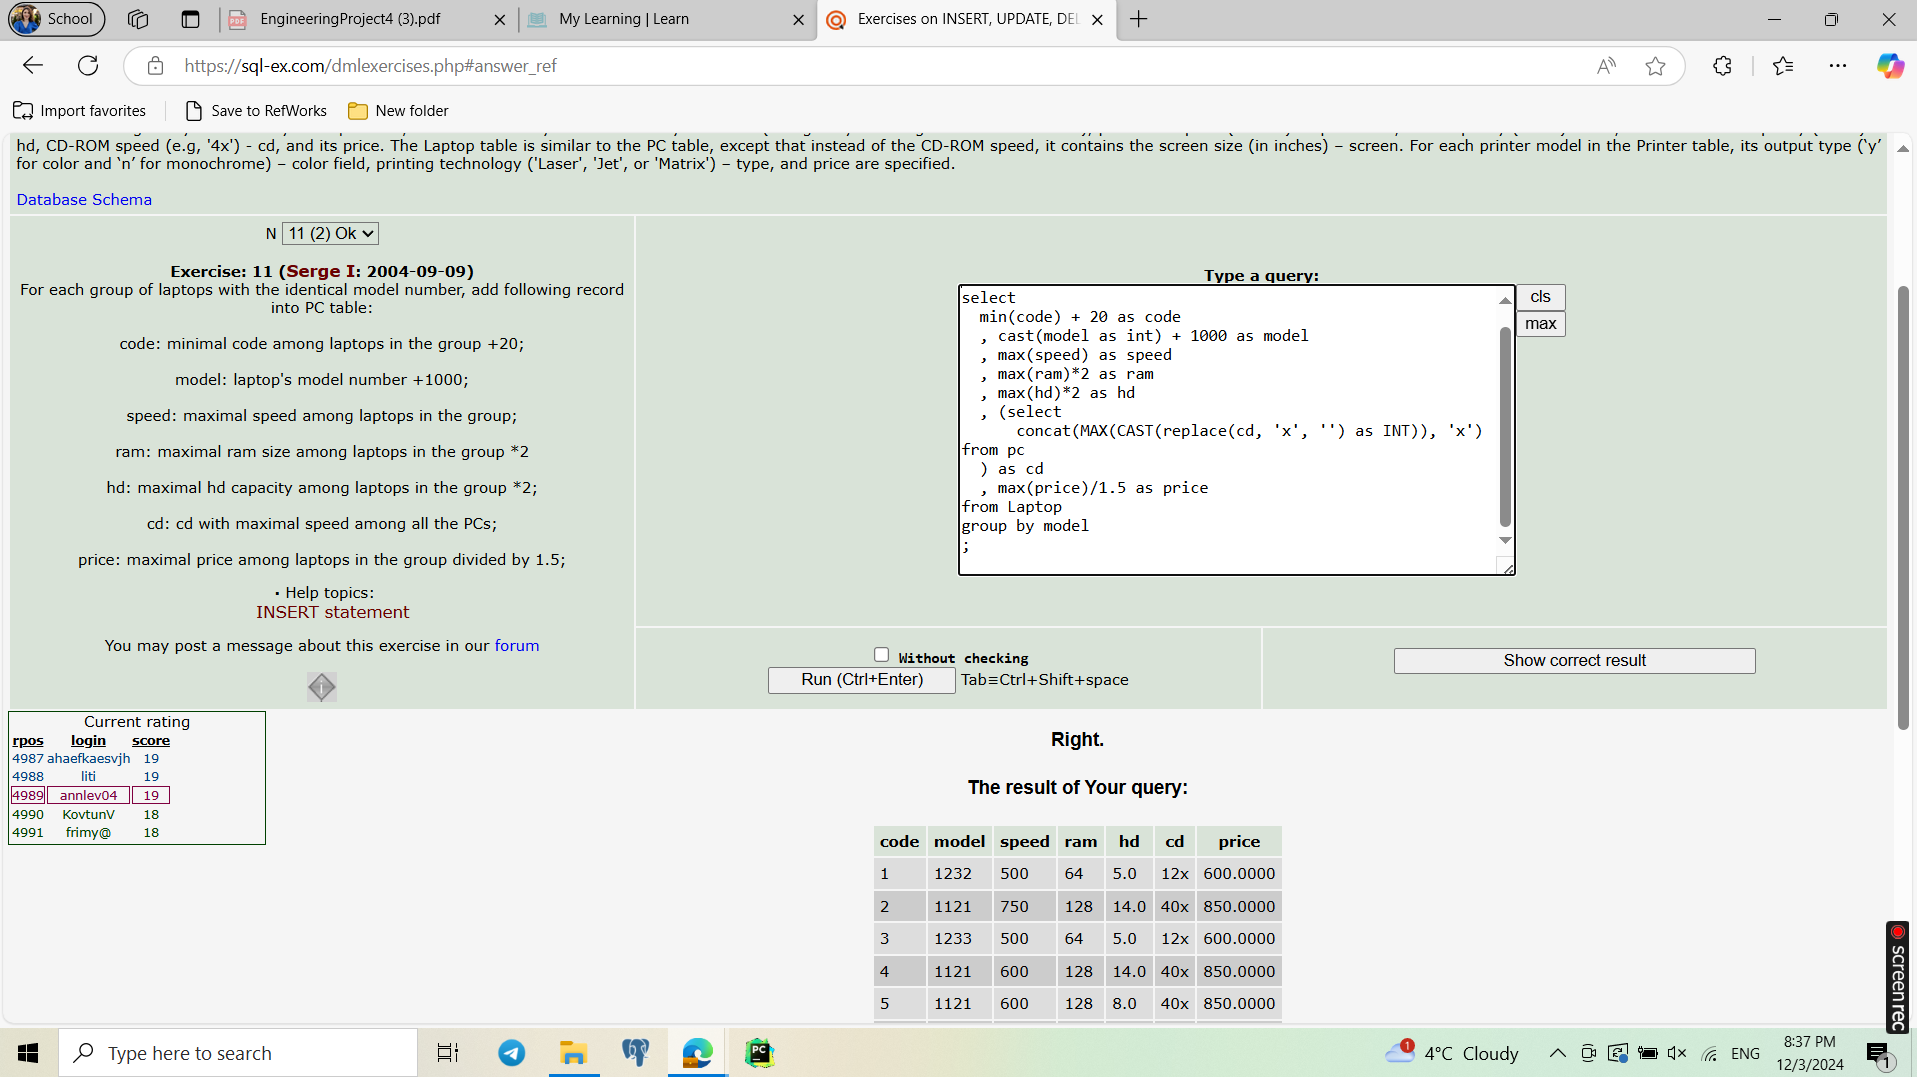 School
EngineeringProject4 (3).pdf
My Learning | Learn
Exercises on INSERT, UPDATE, DEL
https://sql-ex.com/dmlexercises.php#answer_ref
Import favorites
Save to RefWorks
New folder
hd, CD-ROM speed (e.g, '4x') - cd, and its price. The Laptop table is similar to the PC table, except that instead of the CD-ROM speed, it contains the screen size (in inches) – screen. For each printer model in the Printer table, its output type (‘y’
for color and ‘n’ for monochrome) – color field, printing technology ('Laser', 'Jet', or 'Matrix') – type, and price are specified.
Database Schema
N 11 (2) Ok
Exercise: 11 (Serge I: 2004-09-09)
For each group of laptops with the identical model number, add following record
into PC table:
code: minimal code among laptops in the group +20;
model: laptop's model number +1000;
speed: maximal speed among laptops in the group;
ram: maximal ram size among laptops in the group *2
hd: maximal hd capacity among laptops in the group *2;
cd: cd with maximal speed among all the PCs;
price: maximal price among laptops in the group divided by 1.5;
▪ Help topics:
INSERT statement
You may post a message about this exercise in our forum
Type a query:
select
min(code) + 20 as code
, cast(model as int) + 1000 as model
, max(speed) as speed
, max(ram)*2 as ram
, max(hd)*2 as hd
, (select
concat(MAX(CAST(replace(cd, 'x', '') as INT)), 'x')
from pc
) as cd
, max(price)/1.5 as price
from Laptop
group by model
;
cls
max
Without checking
Run (Ctrl+Enter) Tab≡Ctrl+Shift+space
Show correct result
Current rating
rpos login score
4987 ahaefkaesvjh 19
4988 liti 19
4989 annlev04 19
4990 KovtunV 18
4991 frimy@ 18
Right.
The result of Your query:
code model speed ram hd cd price
1 1232 500 64 5.0 12x 600.0000
2 1121 750 128 14.0 40x 850.0000
3 1233 500 64 5.0 12x 600.0000
4 1121 600 128 14.0 40x 850.0000
5 1121 600 128 8.0 40x 850.0000
screen rec
Type here to search
PC
1
4°C Cloudy
ENG
8:37 PM
12/3/2024
1